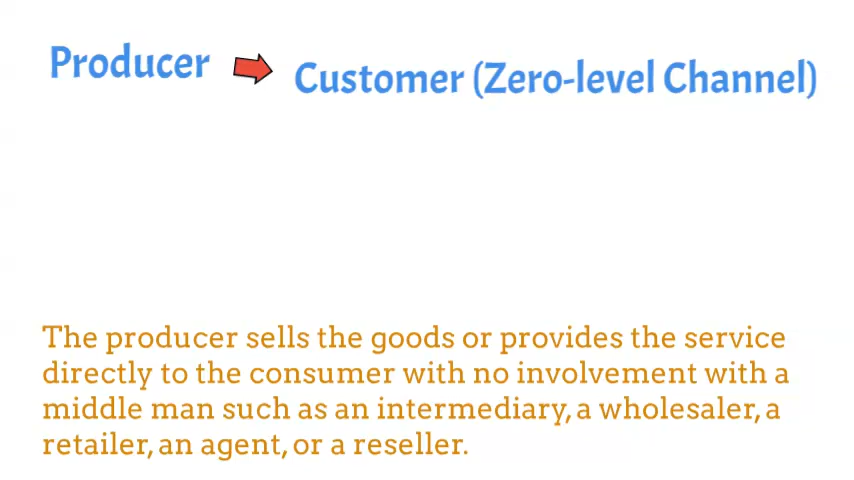 Producer
Customer (Zero-level Channel)
The producer sells the goods or provides the service
directly to the consumer with no involvement with a
middle man such as an intermediary, a wholesaler, a
retailer, an agent, or a reseller.